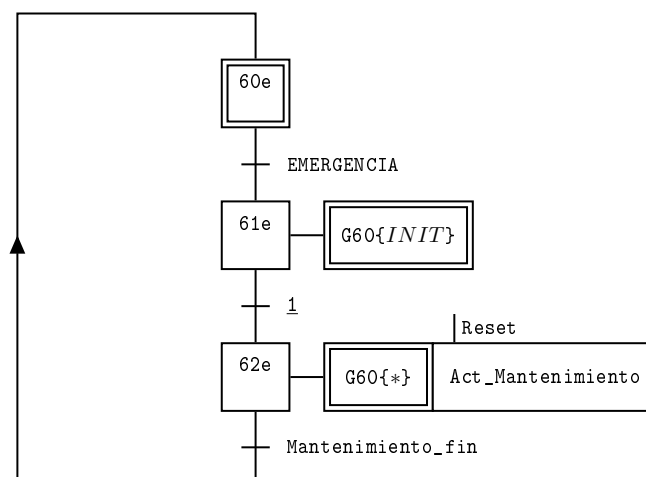 60e
EMERGENCIA
61e G60{INIT}
1
Reset
62e G60{*} Act_Mantenimiento
Mantenimiento_fin